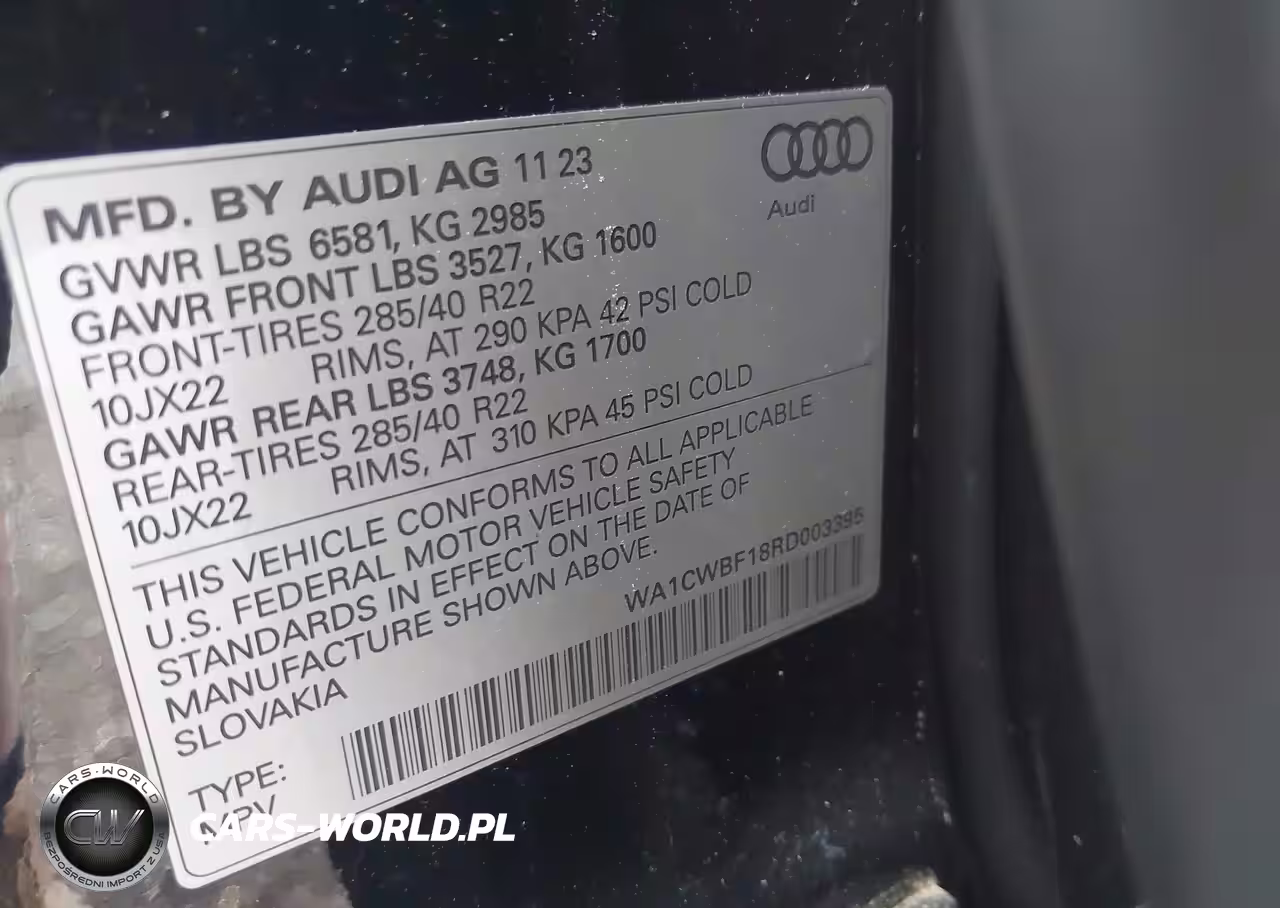 MFD. BY AUDI AG 11 23
GVWR LBS 6581, KG 2985
GAWR FRONT LBS 3527, KG 1600
FRONT-TIRES 285/40 R22
10JX22 RIMS, AT 290 KPA 42 PSI COLD
GAWR REAR LBS 3748, KG 1700
REAR-TIRES 285/40 R22
10JX22 RIMS, AT 310 KPA 45 PSI COLD
Audi
THIS VEHICLE CONFORMS TO ALL APPLICABLE
U.S. FEDERAL MOTOR VEHICLE SAFETY
STANDARDS IN EFFECT ON THE DATE OF
MANUFACTURE SHOWN ABOVE.
SLOVAKIA
WA1CWBF18RD003395
TYPE:
MPV
CARS-WORLD
CW
BEZPOŚREDNI IMPORT Z USA
CARS-WORLD.PL